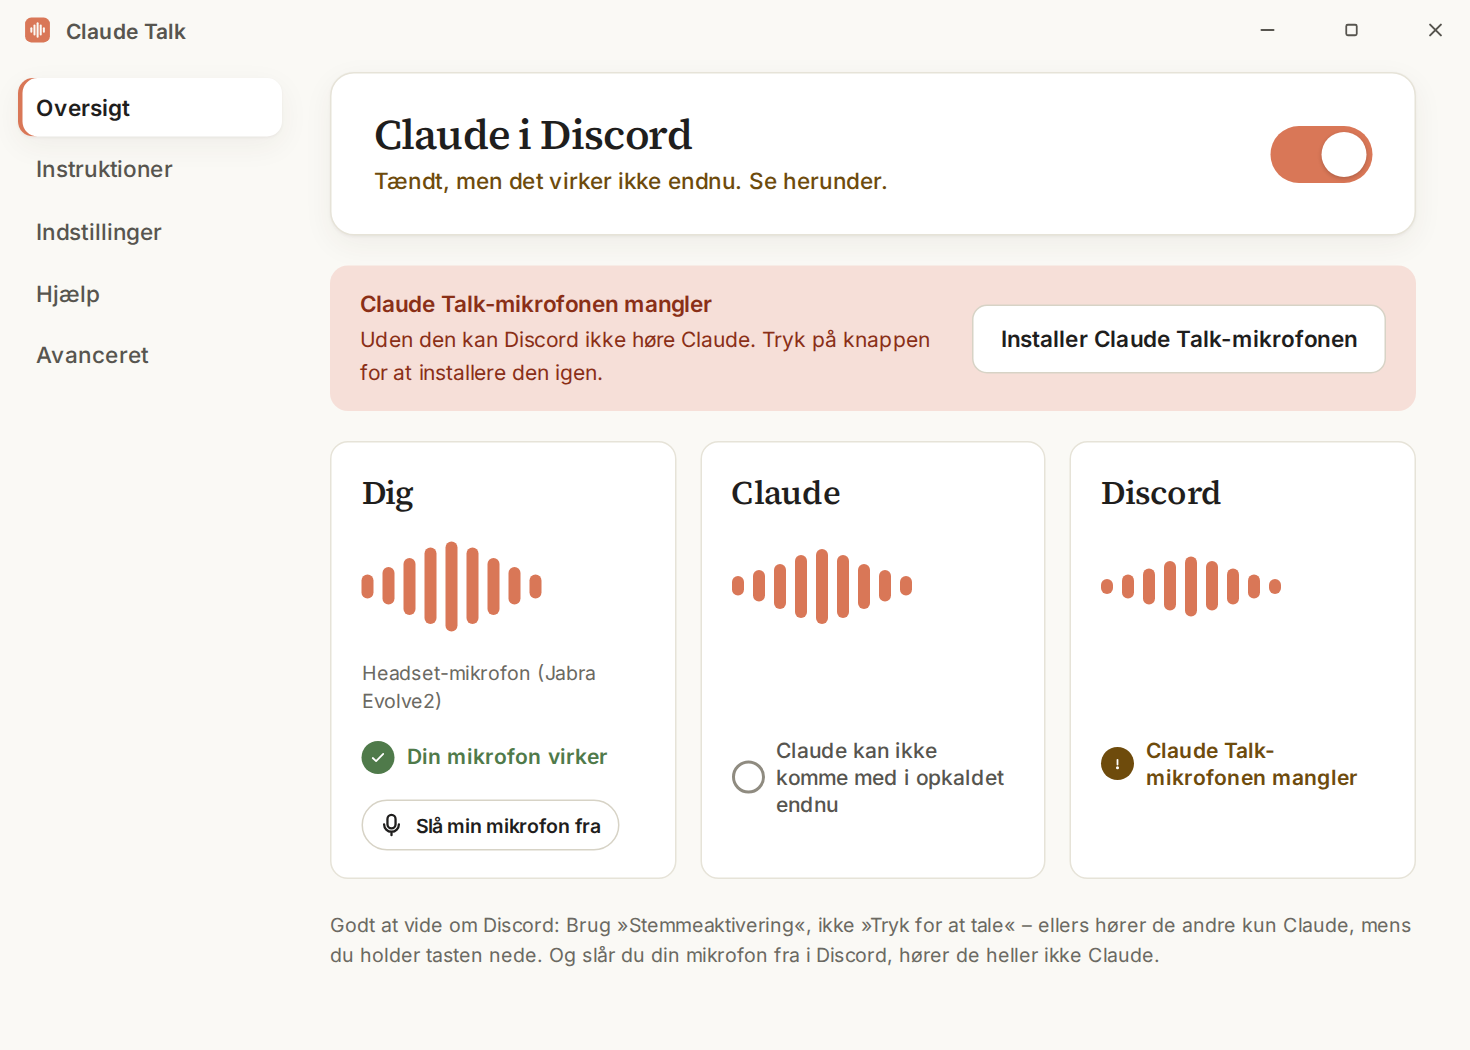 Claude Talk
Oversigt
Instruktioner
Indstillinger
Hjælp
Avanceret
Claude i Discord
Tændt, men det virker ikke endnu. Se herunder.
Claude Talk-mikrofonen mangler
Uden den kan Discord ikke høre Claude. Tryk på knappen
for at installere den igen.
Installer Claude Talk-mikrofonen
Dig
Headset-mikrofon (Jabra
Evolve2)
Din mikrofon virker
Slå min mikrofon fra
Claude
Claude kan ikke
komme med i opkaldet
endnu
Discord
Claude Talk-
mikrofonen mangler
Godt at vide om Discord: Brug »Stemmeaktivering«, ikke »Tryk for at tale« – ellers hører de andre kun Claude, mens
du holder tasten nede. Og slår du din mikrofon fra i Discord, hører de heller ikke Claude.